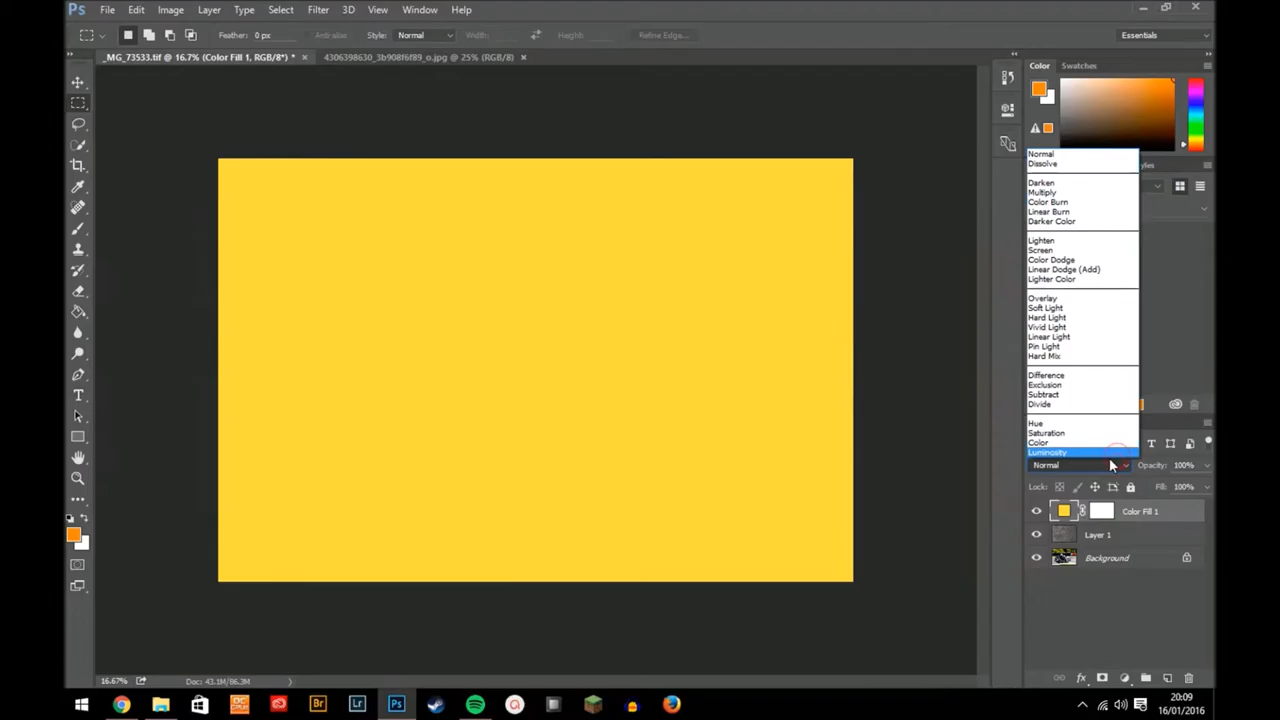 Ps File Edit Image Layer Type Select Filter 3D View Window Help
Feather: 0 px Anti-alias Style: Normal Width: Height: Refine Edge... Essentials
_MG_73533.tif @ 16.7% (Color Fill 1, RGB/8*) * × 4306398630_3b908f6f89_o.jpg @ 25% (RGB/8) ×
Color Swatches
Normal
Dissolve
Darken
Multiply
Color Burn
Linear Burn
Darker Color
Lighten
Screen
Color Dodge
Linear Dodge (Add)
Lighter Color
Overlay
Soft Light
Hard Light
Vivid Light
Linear Light
Pin Light
Hard Mix
Difference
Exclusion
Subtract
Divide
Hue
Saturation
Color
Luminosity
Normal Opacity: 100%
Lock: Fill: 100%
Color Fill 1
Layer 1
Background
16.67% Doc: 43.1M/86.3M
Br Lr Ps
20:09
16/01/2016